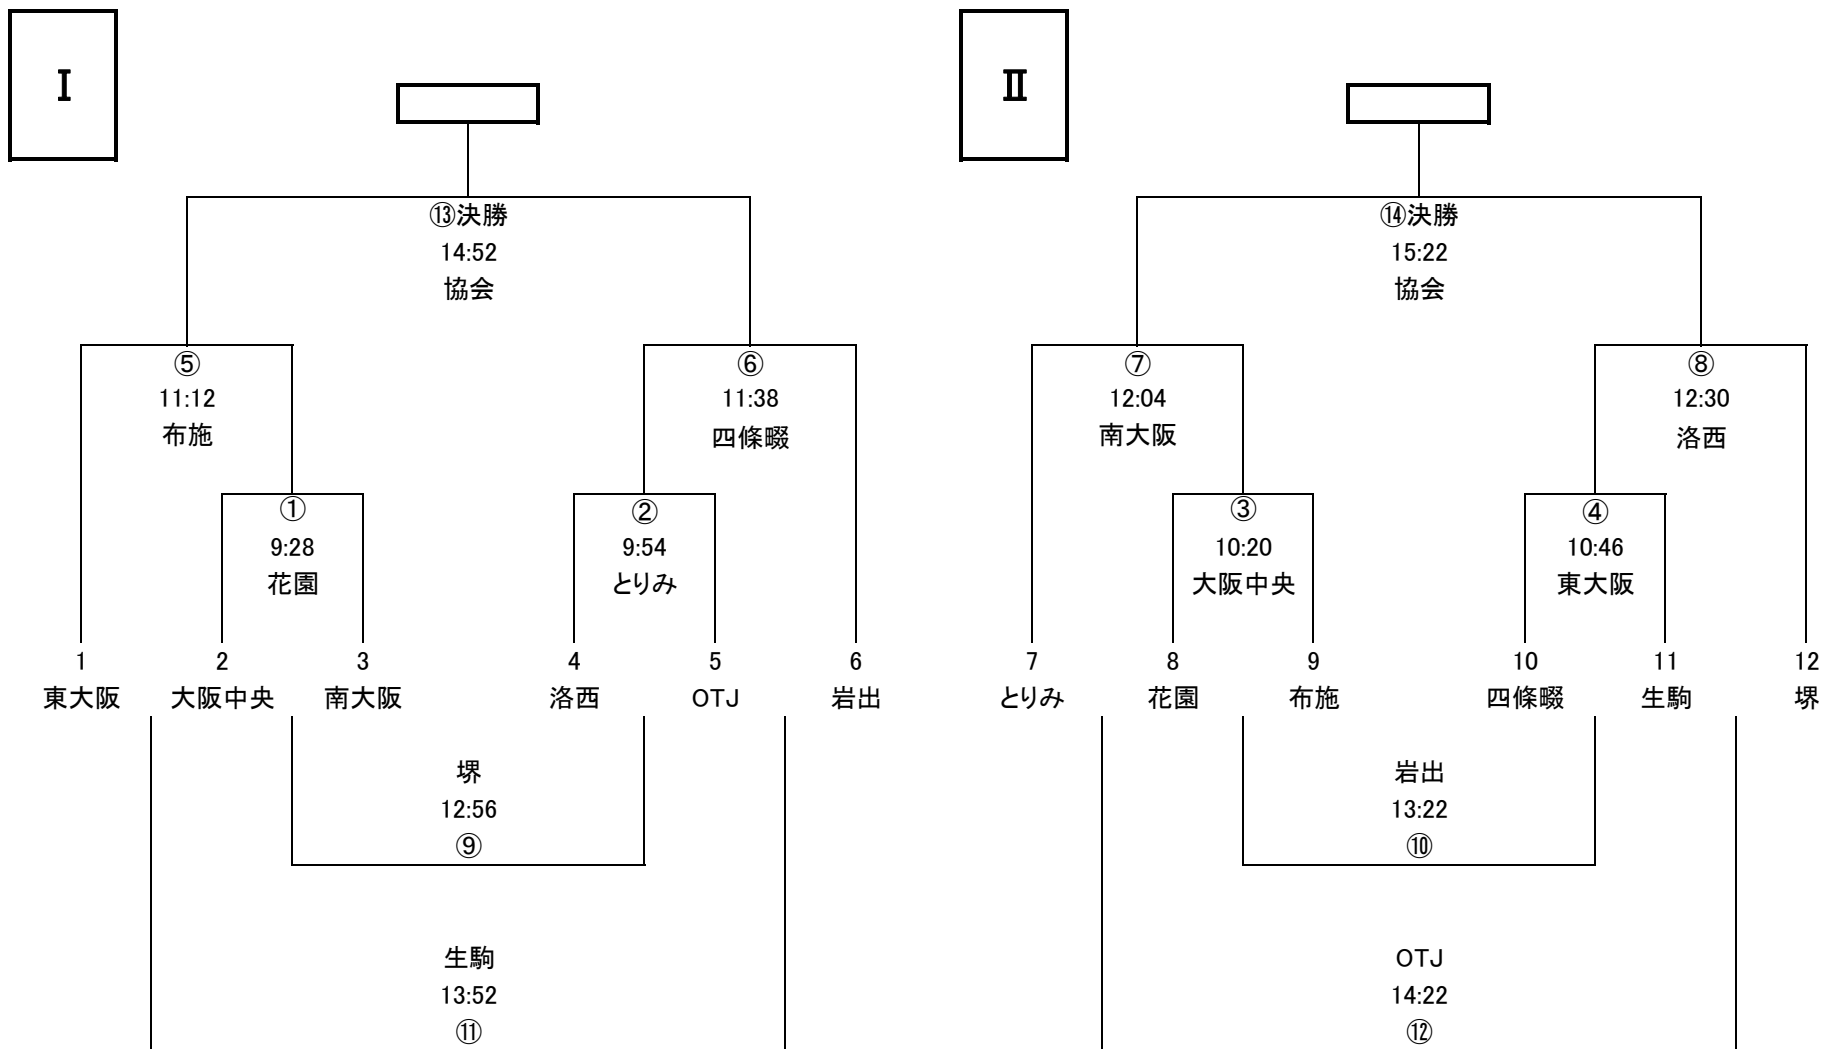 Ⅰ
⑬決勝
14:52
協会
⑤
11:12
布施
⑥
11:38
四條畷
①
9:28
花園
②
9:54
とりみ
1
東大阪
2
大阪中央
3
南大阪
4
洛西
5
OTJ
6
岩出
堺
12:56
⑨
生駒
13:52
⑪
Ⅱ
⑭決勝
15:22
協会
⑦
12:04
南大阪
⑧
12:30
洛西
③
10:20
大阪中央
④
10:46
東大阪
7
とりみ
8
花園
9
布施
10
四條畷
11
生駒
12
堺
岩出
13:22
⑩
OTJ
14:22
⑫